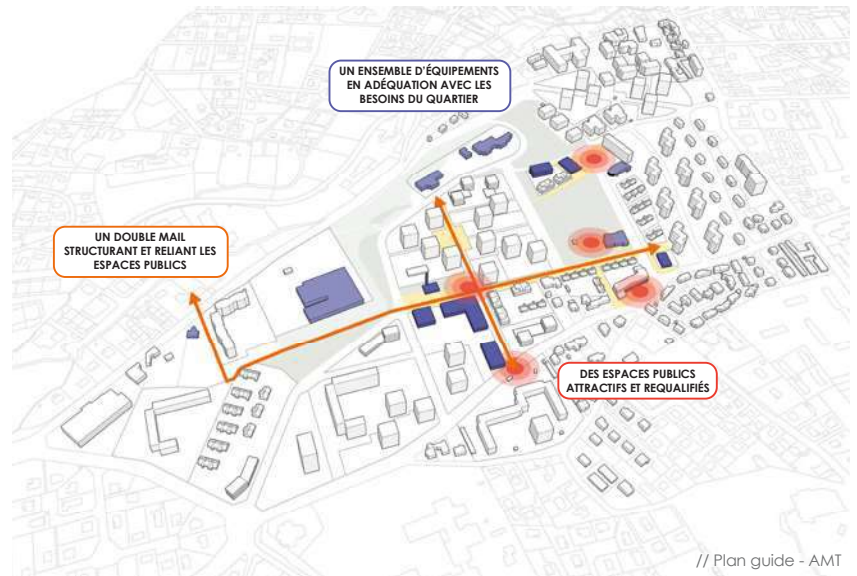 UN ENSEMBLE D'ÉQUIPEMENTS
EN ADÉQUATION AVEC LES
BESOINS DU QUARTIER
UN DOUBLE MAIL
STRUCTURANT ET RELIANT LES
ESPACES PUBLICS
DES ESPACES PUBLICS
ATTRACTIFS ET REQUALIFIÉS
// Plan guide - AMT